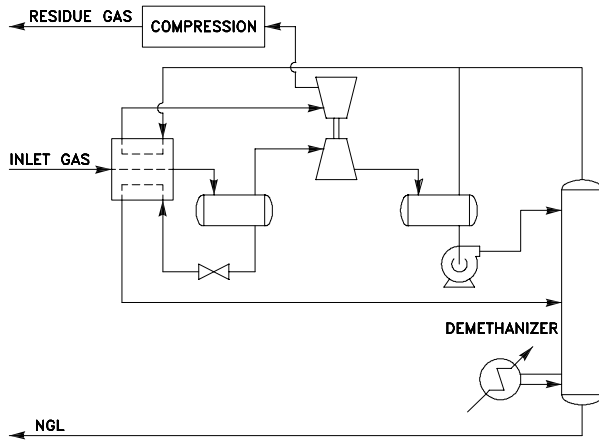 RESIDUE GAS
COMPRESSION
INLET GAS
DEMETHANIZER
NGL